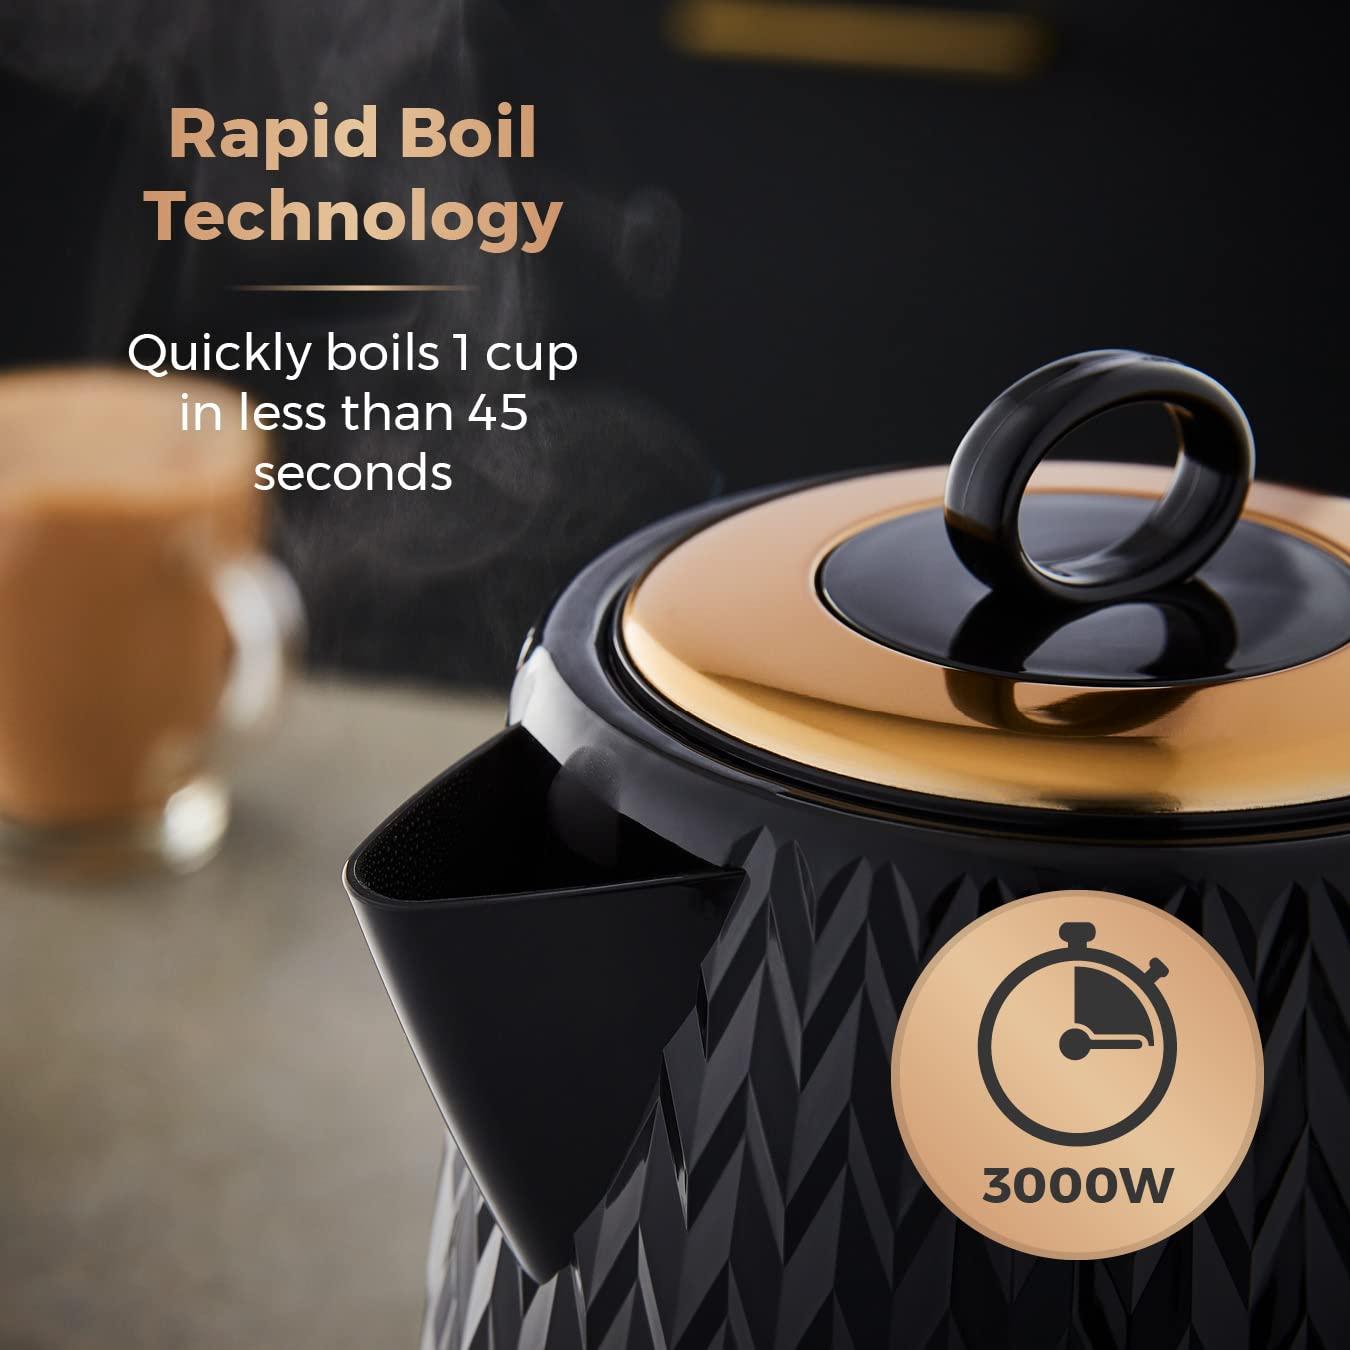 Rapid Boil
Technology
Quickly boils 1 cup
in less than 45
seconds
3000W